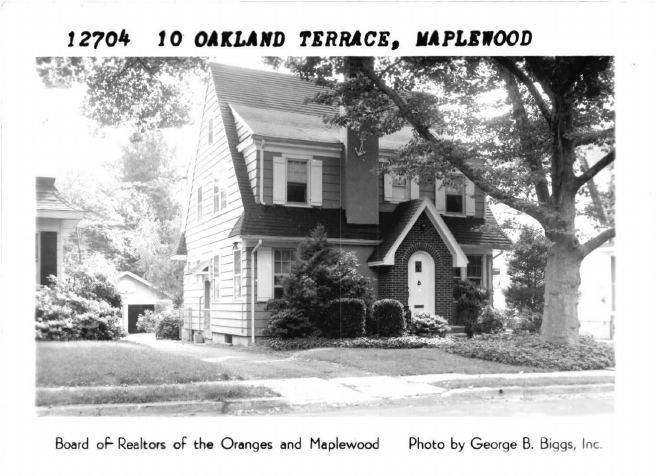 12704 10 OAKLAND TERRACE, MAPLEWOOD
Board of Realtors of the Oranges and Maplewood Photo by George B. Biggs, Inc.